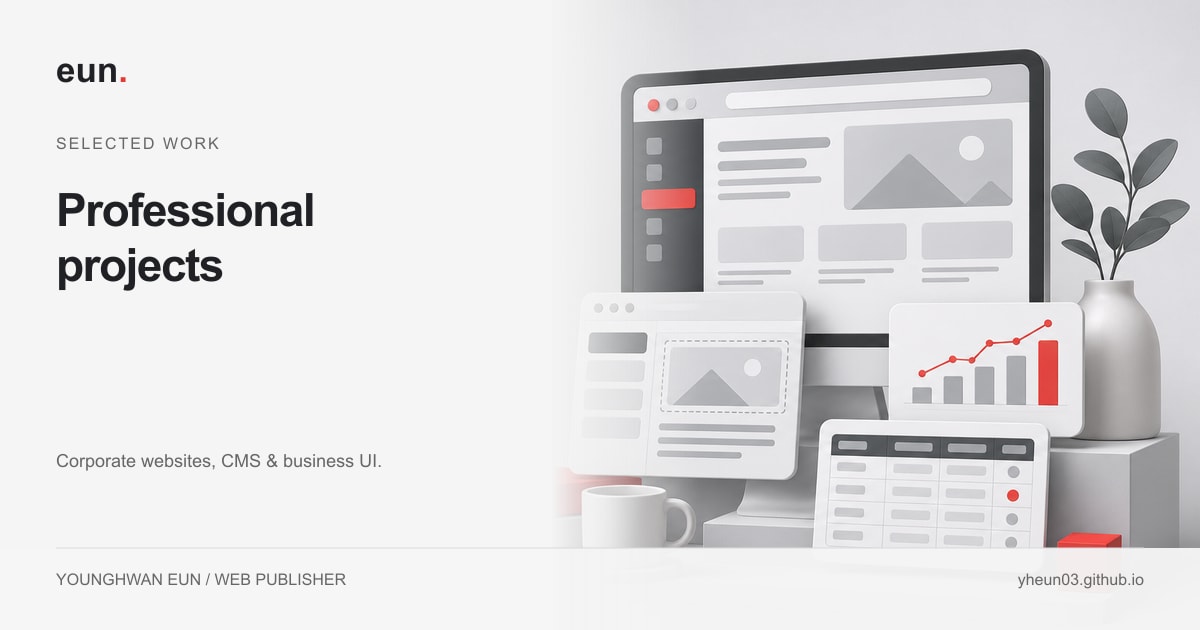 eun.
SELECTED WORK
Professional
projects
Corporate websites, CMS & business UI.
YOUNGHWAN EUN / WEB PUBLISHER
yheun03.github.io